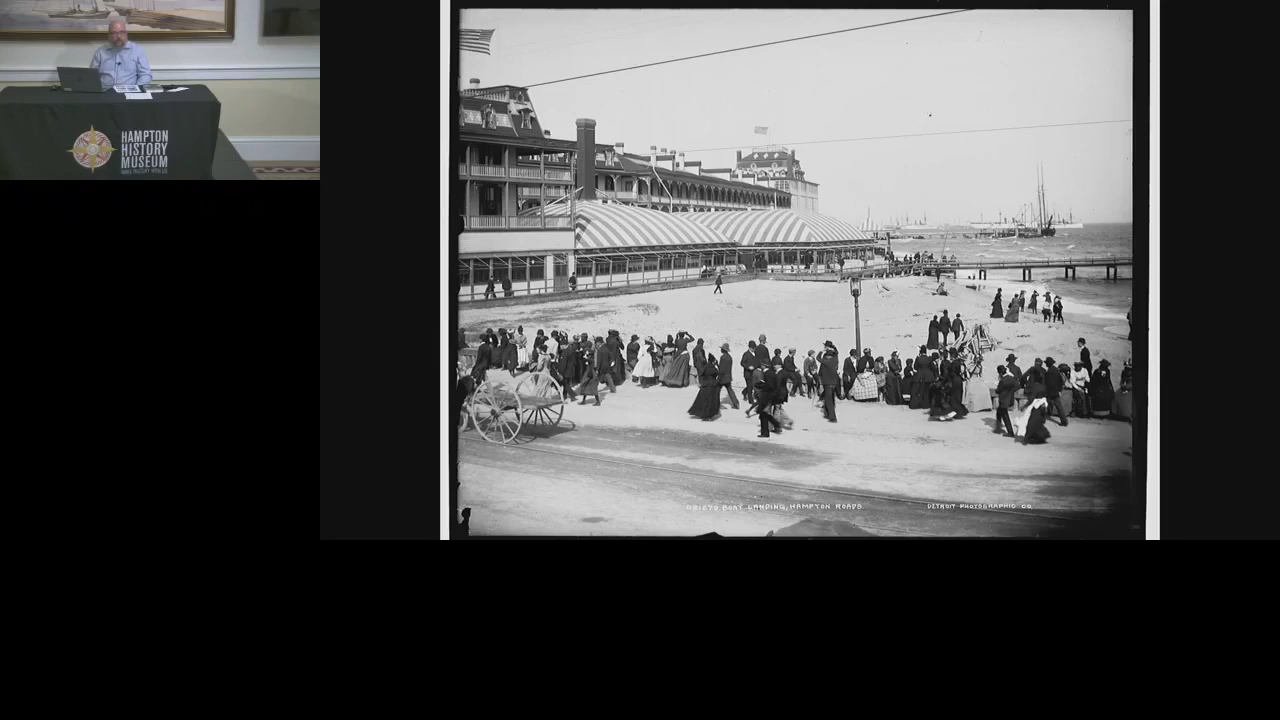 HAMPTON
HISTORY
MUSEUM
BOAT LANDING, HAMPTON ROADS
DETROIT PHOTOGRAPHIC CO.